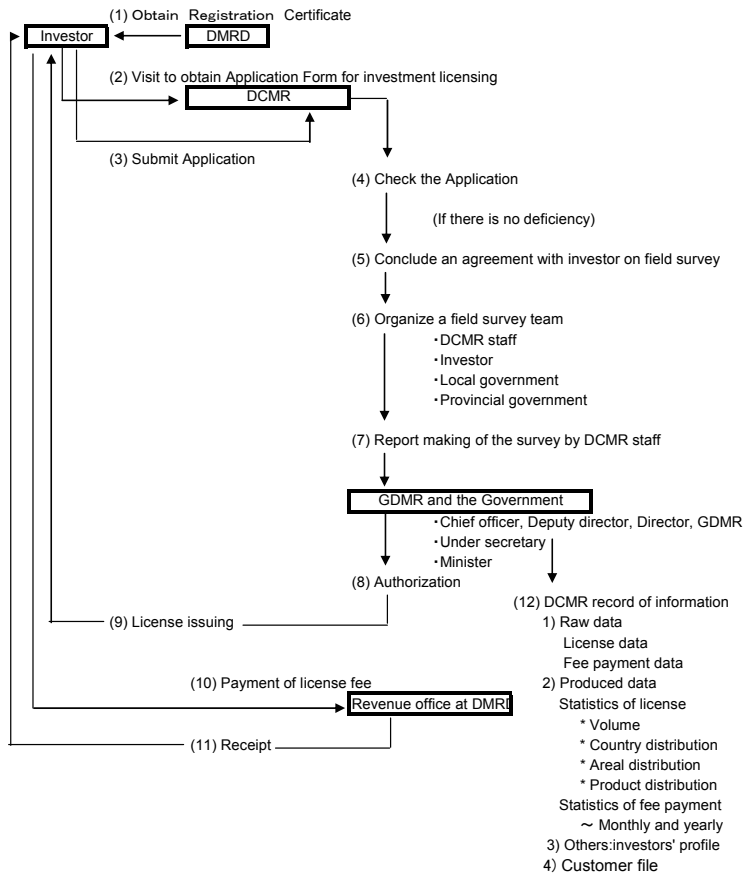 (1) Obtain Registration Certificate
Investor
DMRD
(2) Visit to obtain Application Form for investment licensing
DCMR
(3) Submit Application
(4) Check the Application
(If there is no deficiency)
(5) Conclude an agreement with investor on field survey
(6) Organize a field survey team
・DCMR staff
・Investor
・Local government
・Provincial government
(7) Report making of the survey by DCMR staff
GDMR and the Government
・Chief officer, Deputy director, Director, GDMR
・Under secretary
・Minister
(8) Authorization
(9) License issuing
(10) Payment of license fee
Revenue office at DMRD
(11) Receipt
(12) DCMR record of information
1) Raw data
License data
Fee payment data
2) Produced data
Statistics of license
* Volume
* Country distribution
* Areal distribution
* Product distribution
Statistics of fee payment
～ Monthly and yearly
3) Others:investors' profile
4) Customer file